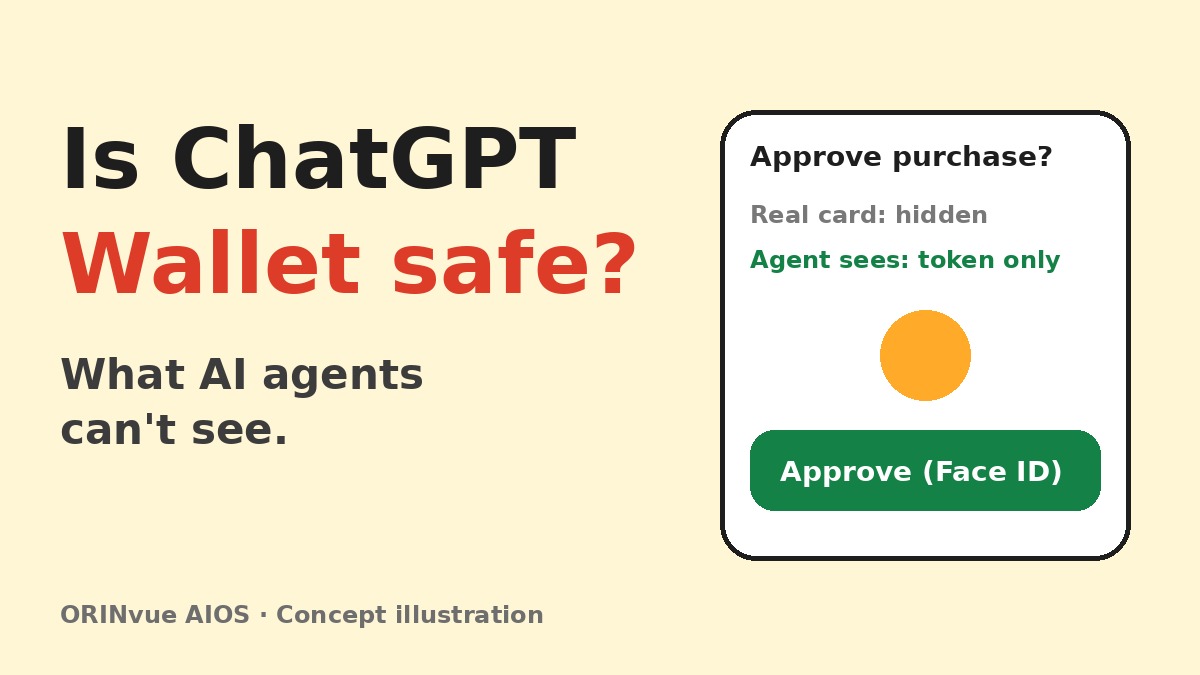 Is ChatGPT
Wallet safe?
What AI agents
can't see.
ORINvue AIOS · Concept illustration
Approve purchase?
Real card: hidden
Agent sees: token only
Approve (Face ID)